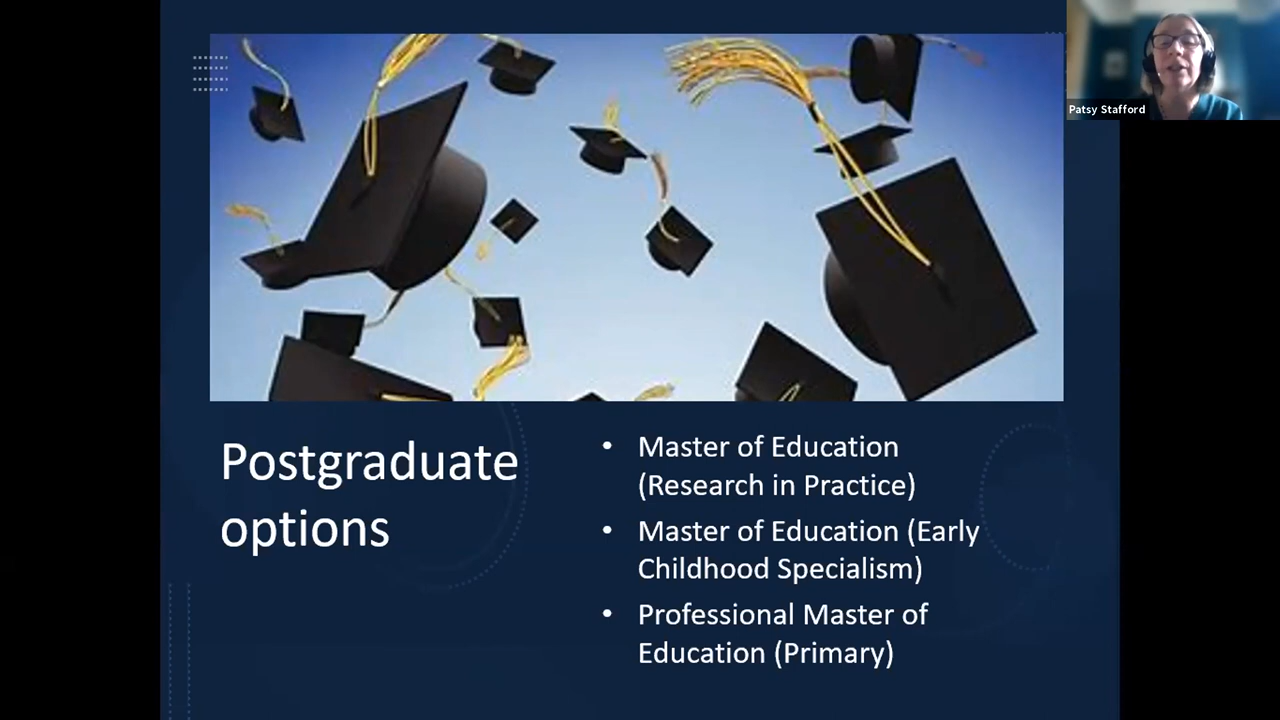 Patsy Stafford
Postgraduate
options
• Master of Education
(Research in Practice)
• Master of Education (Early
Childhood Specialism)
• Professional Master of
Education (Primary)